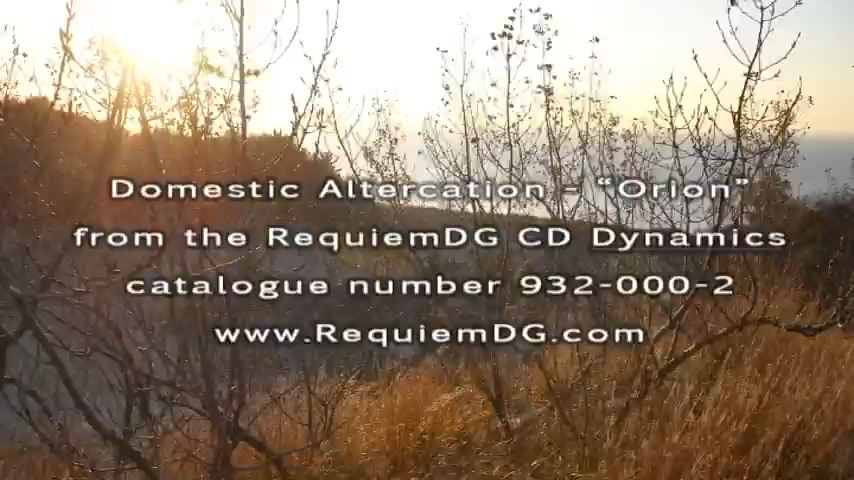 Domestic Altercation - “Orion”
from the RequiemDG CD Dynamics
catalogue number 932-000-2
www.RequiemDG.com